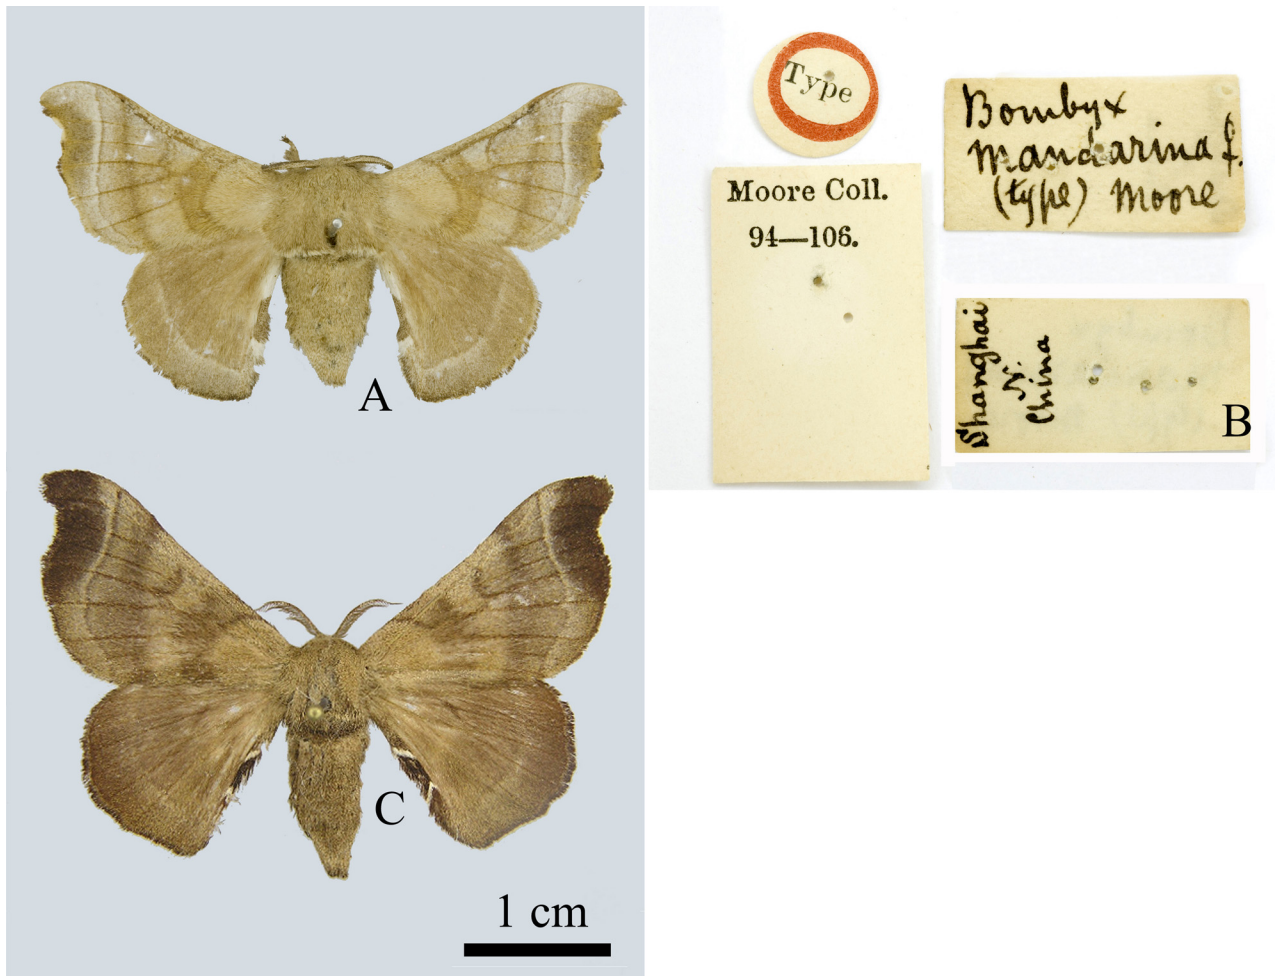 A
Type
Moore Coll.
94—106.
Bombyx
Mandarina ♀.
(type) Moore
Shanghai
N.
China
B
C
1 cm